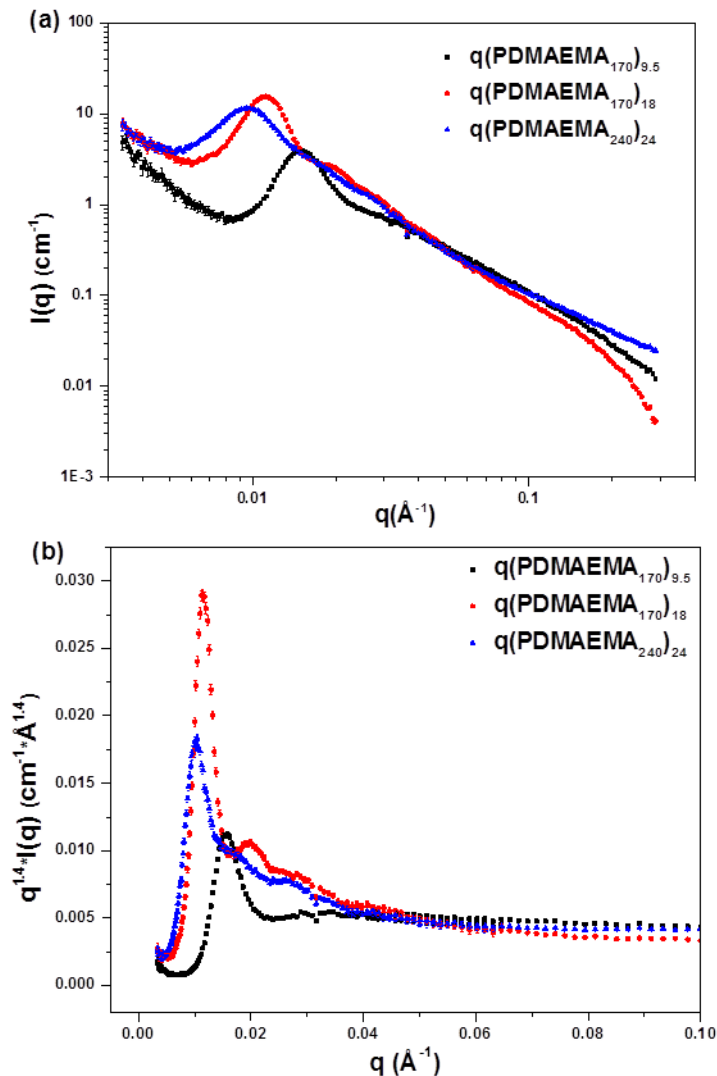 (a)
100
10
1
0.1
0.01
1E-3
I(q) (cm⁻¹)
q(PDMAEMA₁₇₀)₉.₅
q(PDMAEMA₁₇₀)₁₈
q(PDMAEMA₂₄₀)₂₄
0.01 0.1
q(Å⁻¹)
(b)
0.030
0.025
0.020
0.015
0.010
0.005
0.000
q¹·⁴*I(q) (cm⁻¹*Å¹·⁴)
q(PDMAEMA₁₇₀)₉.₅
q(PDMAEMA₁₇₀)₁₈
q(PDMAEMA₂₄₀)₂₄
0.00 0.02 0.04 0.06 0.08 0.10
q (Å⁻¹)